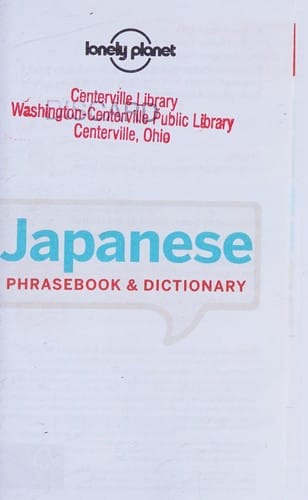 lonely planet
Centerville Library
Washington-Centerville Public Library
Centerville, Ohio
Japanese
PHRASEBOOK & DICTIONARY